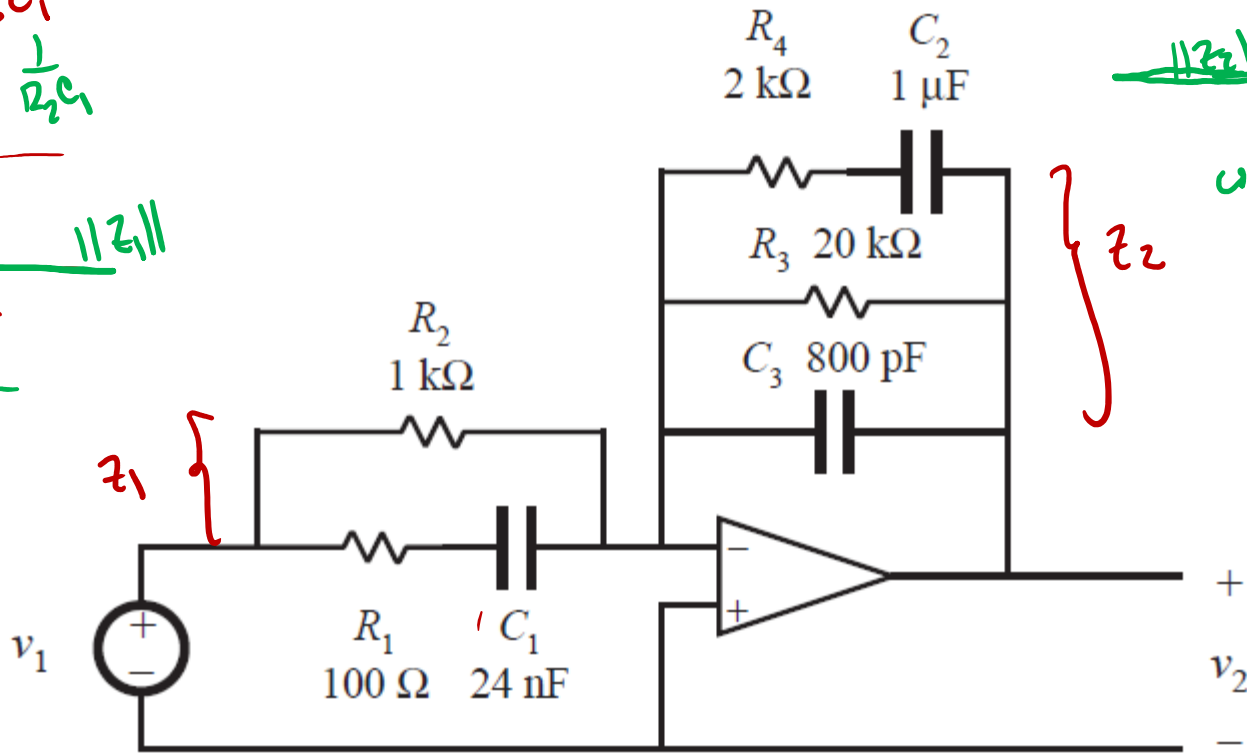 1
R₂C₁
||Z₁||
R₄ C₂
2 kΩ 1 μF
||Z₂||
R₃ 20 kΩ
Z₂
C₃ 800 pF
R₂
1 kΩ
Z₁
−
+
R₁ C₁
100 Ω 24 nF
v₁
+
−
+
v₂
−